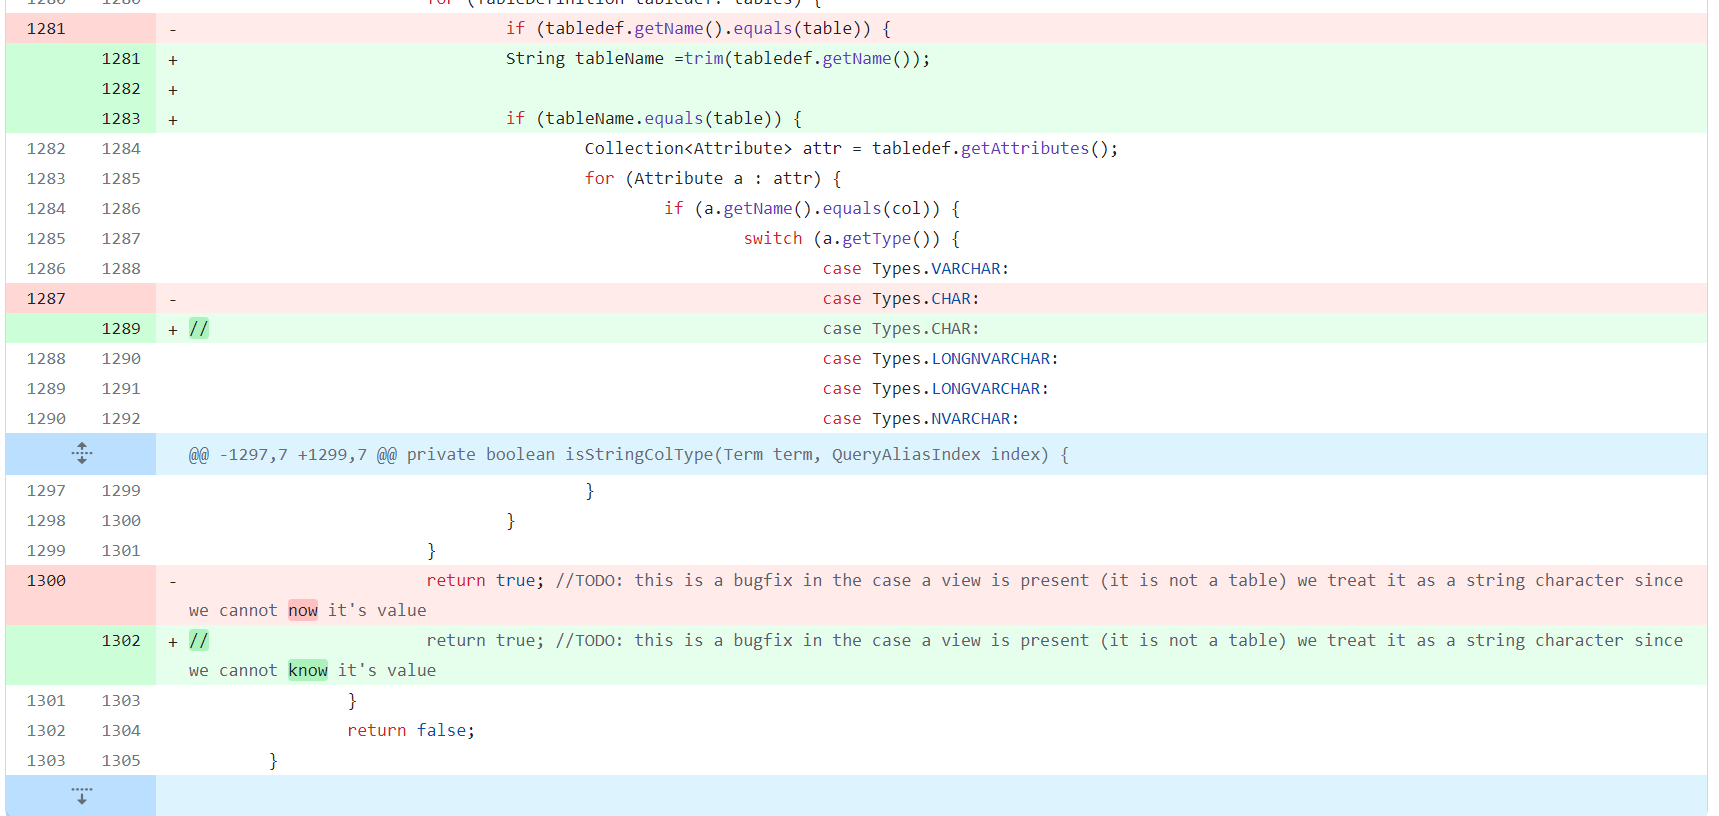 1280 1280 for (TableDefinition tabledef: tables) {
1281 - if (tabledef.getName().equals(table)) {
1281 + String tableName =trim(tabledef.getName());
1282 +
1283 + if (tableName.equals(table)) {
1282 1284 Collection<Attribute> attr = tabledef.getAttributes();
1283 1285 for (Attribute a : attr) {
1284 1286 if (a.getName().equals(col)) {
1285 1287 switch (a.getType()) {
1286 1288 case Types.VARCHAR:
1287 - case Types.CHAR:
1289 + // case Types.CHAR:
1288 1290 case Types.LONGNVARCHAR:
1289 1291 case Types.LONGVARCHAR:
1290 1292 case Types.NVARCHAR:
@@ -1297,7 +1299,7 @@ private boolean isStringColType(Term term, QueryAliasIndex index) {
1297 1299 }
1298 1300 }
1299 1301 }
1300 - return true; //TODO: this is a bugfix in the case a view is present (it is not a table) we treat it as a string character since
we cannot now it's value
1302 + // return true; //TODO: this is a bugfix in the case a view is present (it is not a table) we treat it as a string character since
we cannot know it's value
1301 1303 }
1302 1304 return false;
1303 1305 }